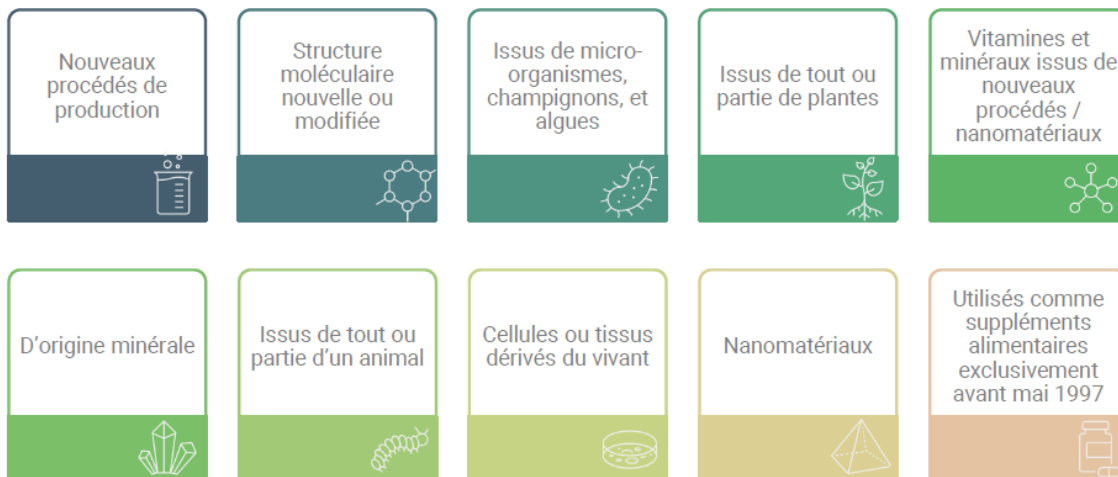 Nouveaux
procédés de
production
Structure
moléculaire
nouvelle ou
modifiée
Issus de micro-
organismes,
champignons, et
algues
Issus de tout ou
partie de plantes
Vitamines et
minéraux issus de
nouveaux
procédés /
nanomatériaux
D'origine minérale
Issus de tout ou
partie d'un animal
Cellules ou tissus
dérivés du vivant
Nanomatériaux
Utilisés comme
suppléments
alimentaires
exclusivement
avant mai 1997